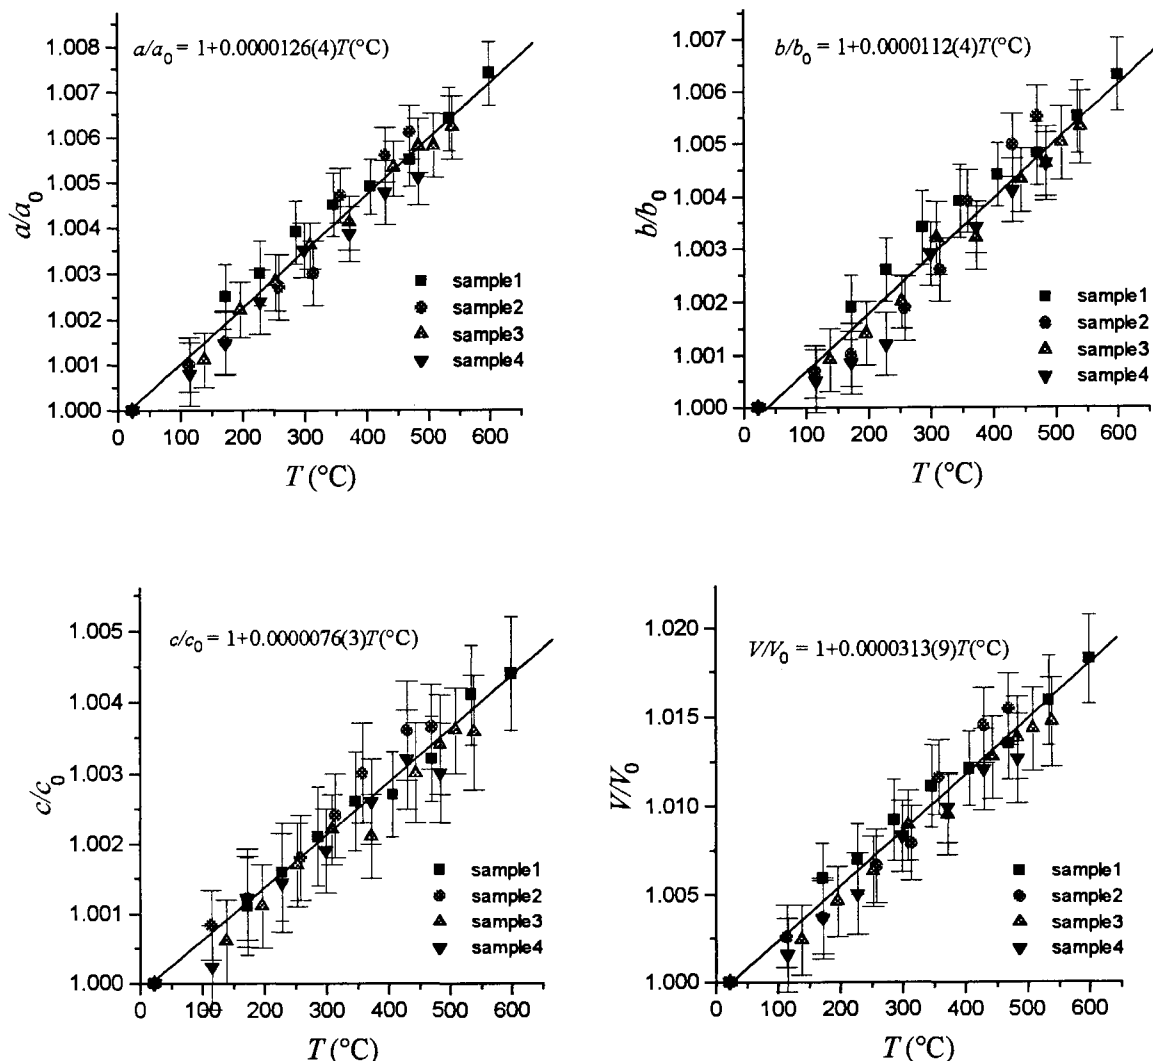 a/a₀ = 1+0.0000126(4)T(°C)
1.008
1.007
1.006
1.005
1.004
1.003
1.002
1.001
1.000
a/a₀
sample1
sample2
sample3
sample4
0 100 200 300 400 500 600
T (°C)
b/b₀ = 1+0.0000112(4)T(°C)
1.007
1.006
1.005
1.004
1.003
1.002
1.001
1.000
b/b₀
sample1
sample2
sample3
sample4
0 100 200 300 400 500 600
T (°C)
c/c₀ = 1+0.0000076(3)T(°C)
1.005
1.004
1.003
1.002
1.001
1.000
c/c₀
sample1
sample2
sample3
sample4
0 100 200 300 400 500 600
T (°C)
V/V₀ = 1+0.0000313(9)T(°C)
1.020
1.015
1.010
1.005
1.000
V/V₀
sample1
sample2
sample3
sample4
0 100 200 300 400 500 600
T (°C)